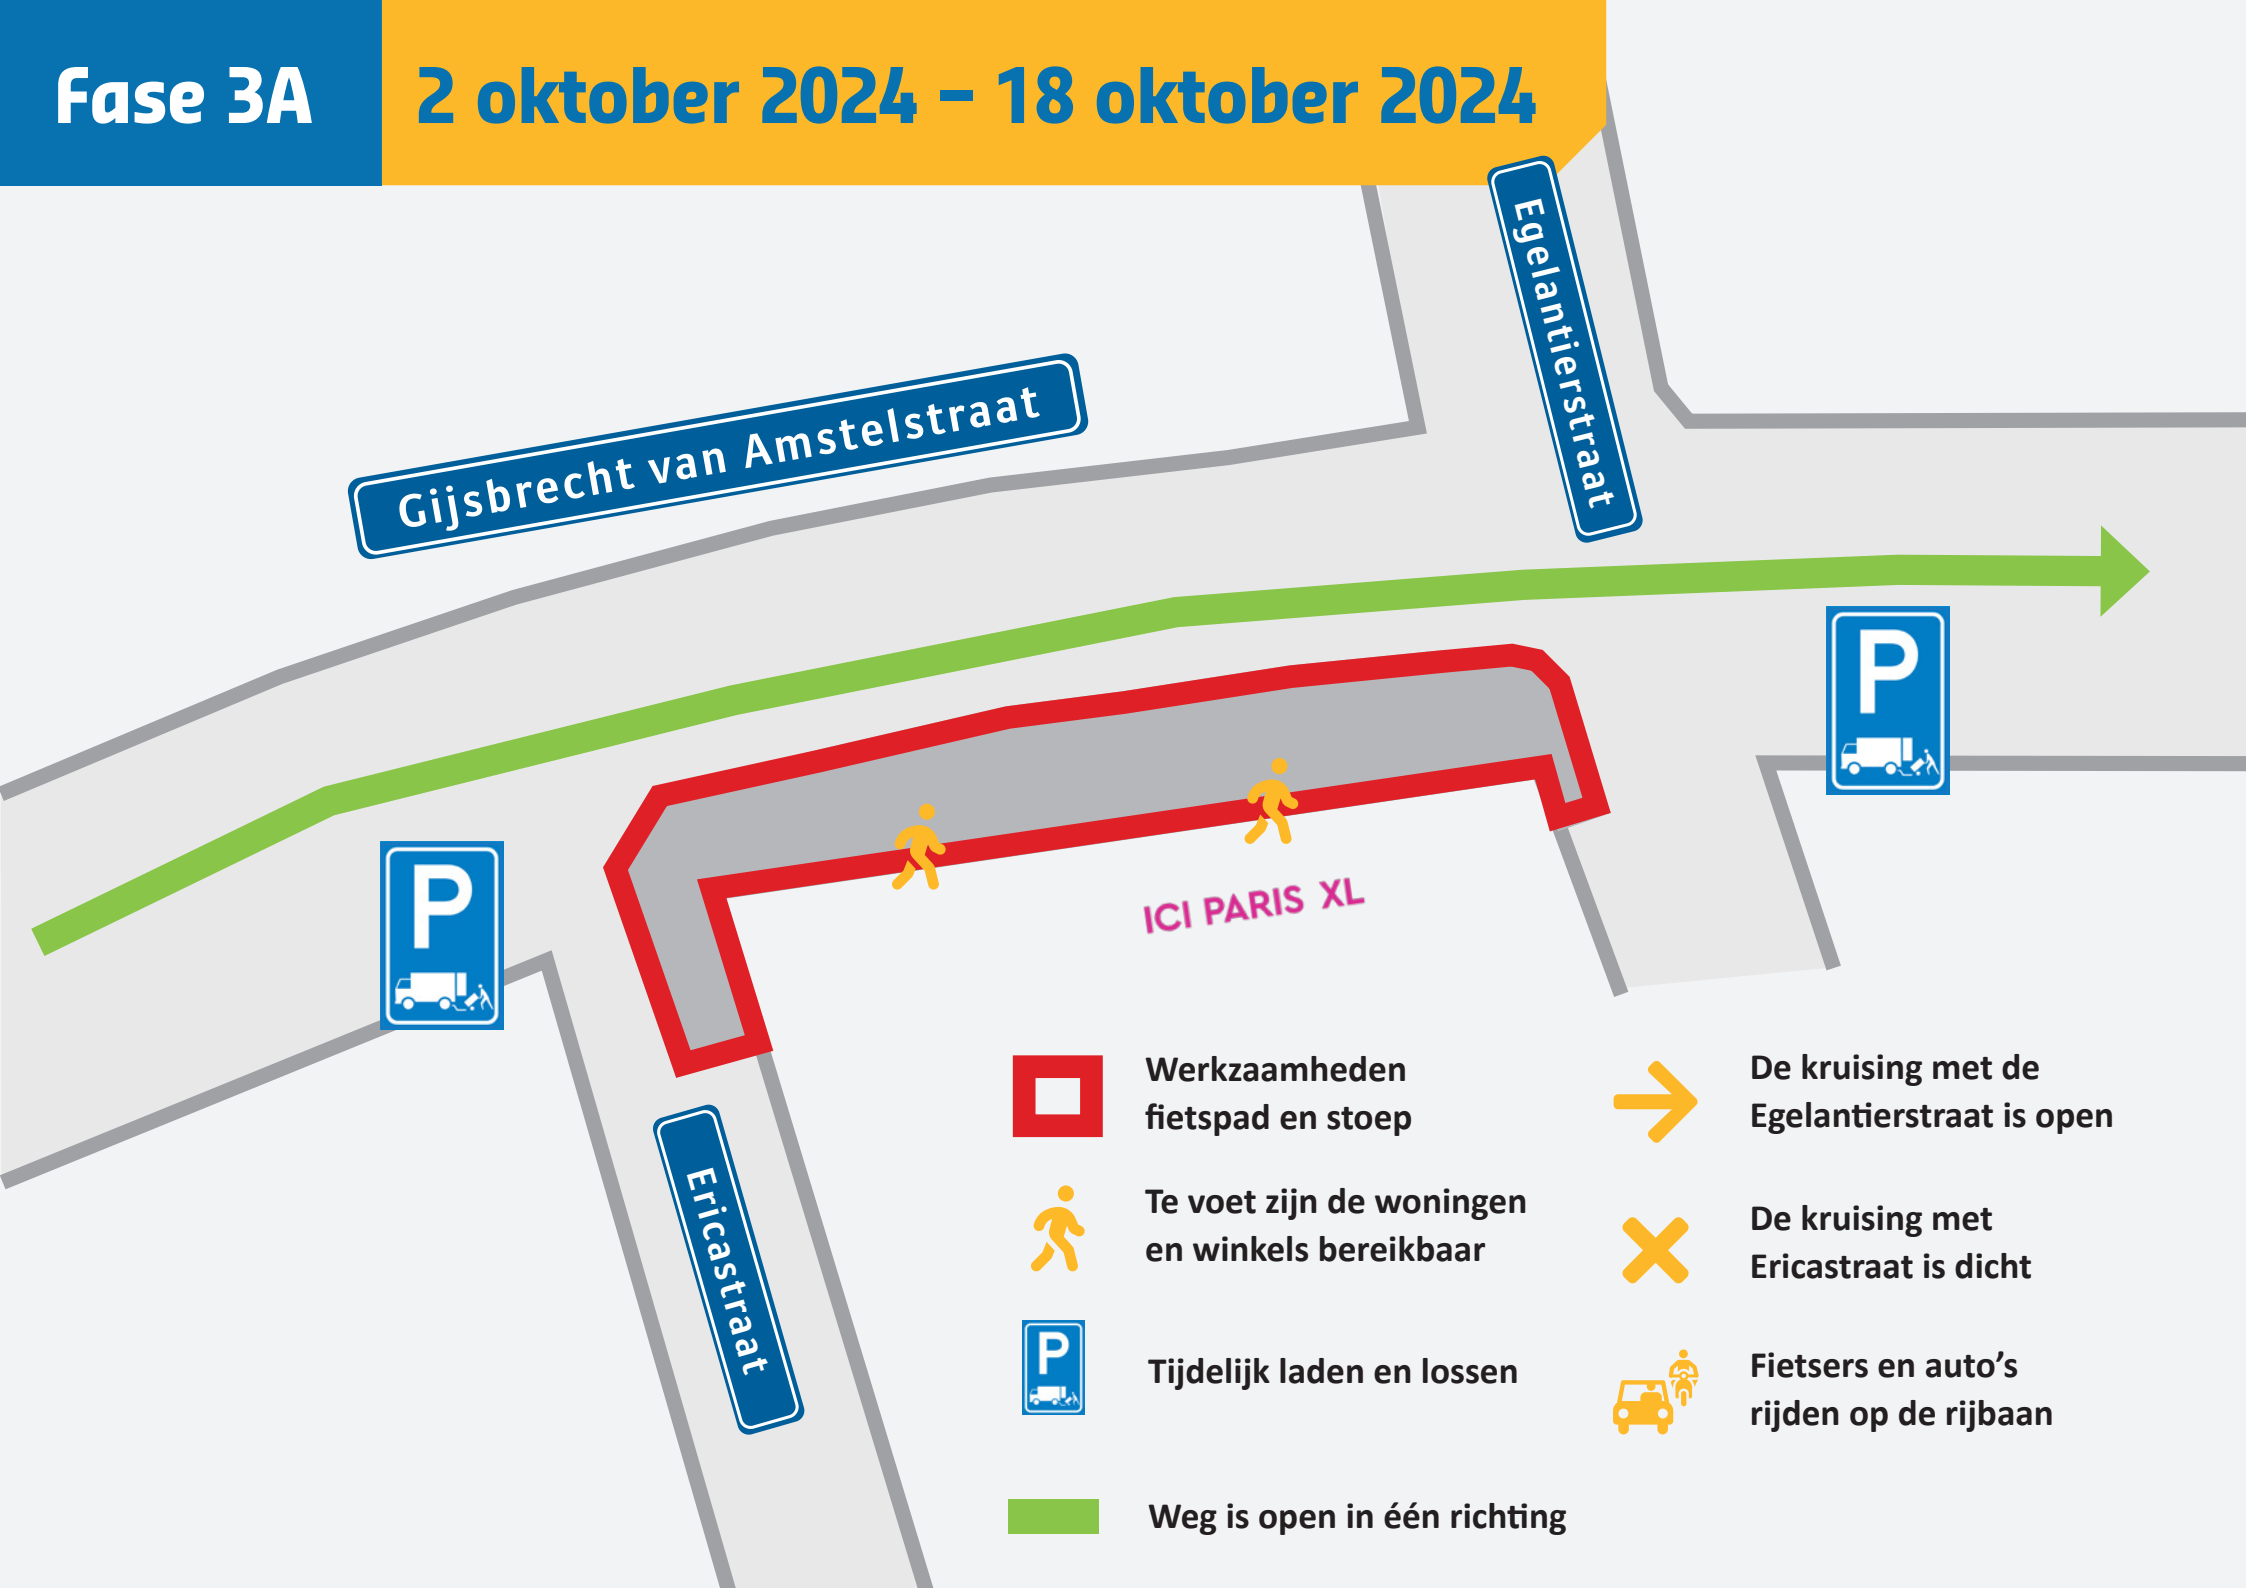 Fase 3A
2 oktober 2024 – 18 oktober 2024
Egelantierstraat
Gijsbrecht van Amstelstraat
P
P
ICI PARIS XL
Ericastraat
Werkzaamheden
fietspad en stoep
Te voet zijn de woningen
en winkels bereikbaar
P
Tijdelijk laden en lossen
Weg is open in één richting
De kruising met de
Egelantierstraat is open
De kruising met
Ericastraat is dicht
Fietsers en auto’s
rijden op de rijbaan